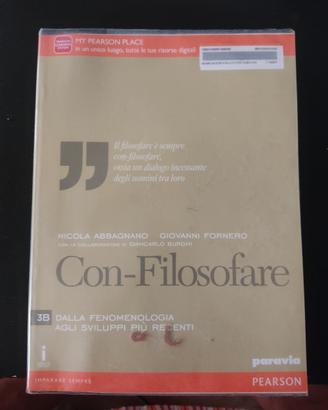 MY PEARSON PLACE
in un unico luogo, tutte le tue risorse digitali
”
Il filosofare è sempre
con-filosofare,
ossia un dialogo incessante
degli uomini tra loro
NICOLA ABBAGNANO GIOVANNI FORNERO
CON LA COLLABORAZIONE DI GIANCARLO BURGHI
Con-Filosofare
3B DALLA FENOMENOLOGIA
AGLI SVILUPPI PIÙ RECENTI
i
paravia
IMPARARE SEMPRE
PEARSON